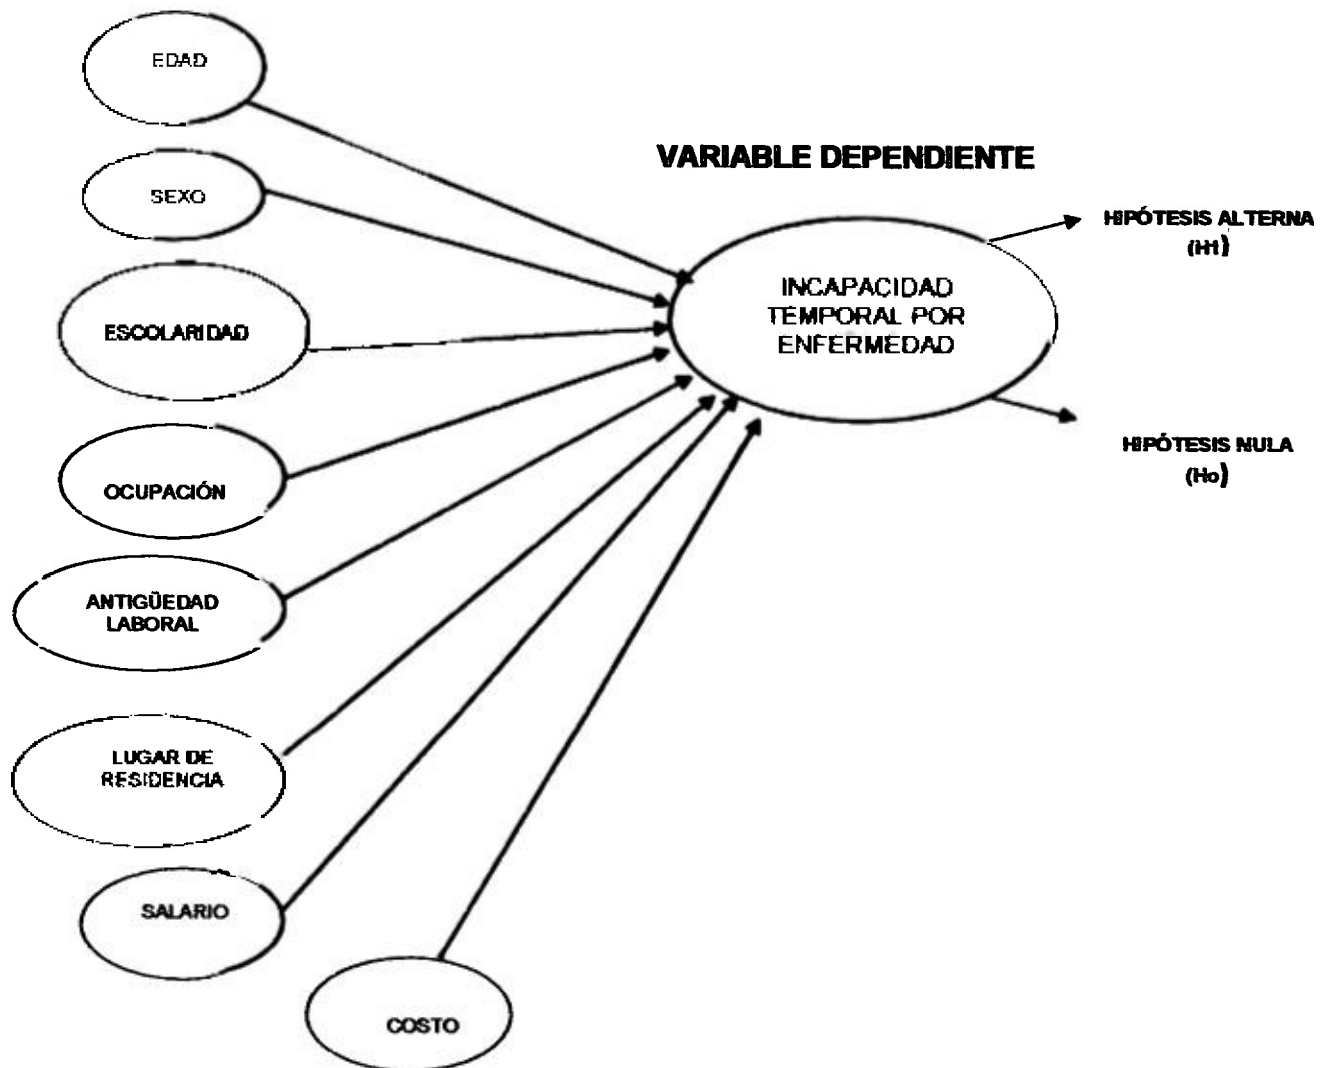 EDAD
SEXO
ESCOLARIDAD
OCUPACIÓN
ANTIGÜEDAD
LABORAL
LUGAR DE
RESIDENCIA
SALARIO
COSTO
VARIABLE DEPENDIENTE
INCAPACIDAD
TEMPORAL POR
ENFERMEDAD
HIPÓTESIS ALTERNA
(H1)
HIPÓTESIS NULA
(Ho)